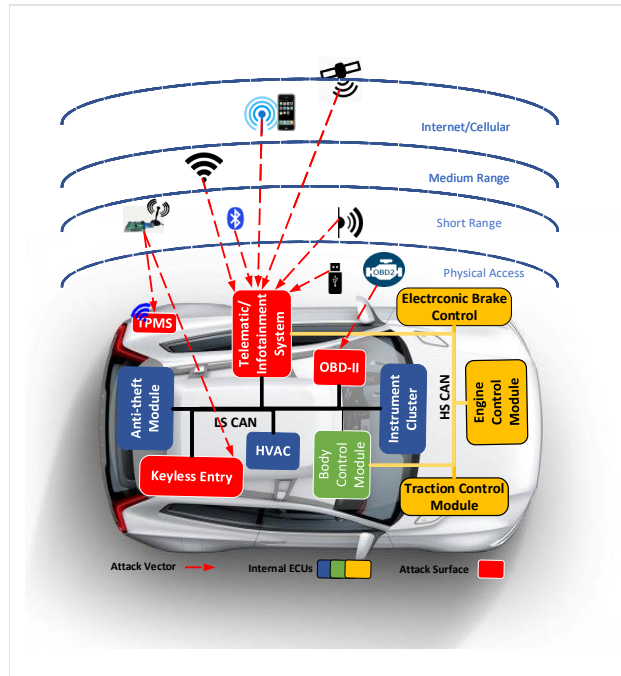 Internet/Cellular
Medium Range
Short Range
Physical Access
OBD2
TPMS
Telematic/
Infotainment
System
Electrconic Brake
Control
OBD-II
Anti-theft
Module
LS CAN
HVAC
Keyless Entry
Body
Control
Module
Instrument
Cluster
HS CAN
Engine
Control
Module
Traction Control
Module
Attack Vector
Internal ECUs
Attack Surface